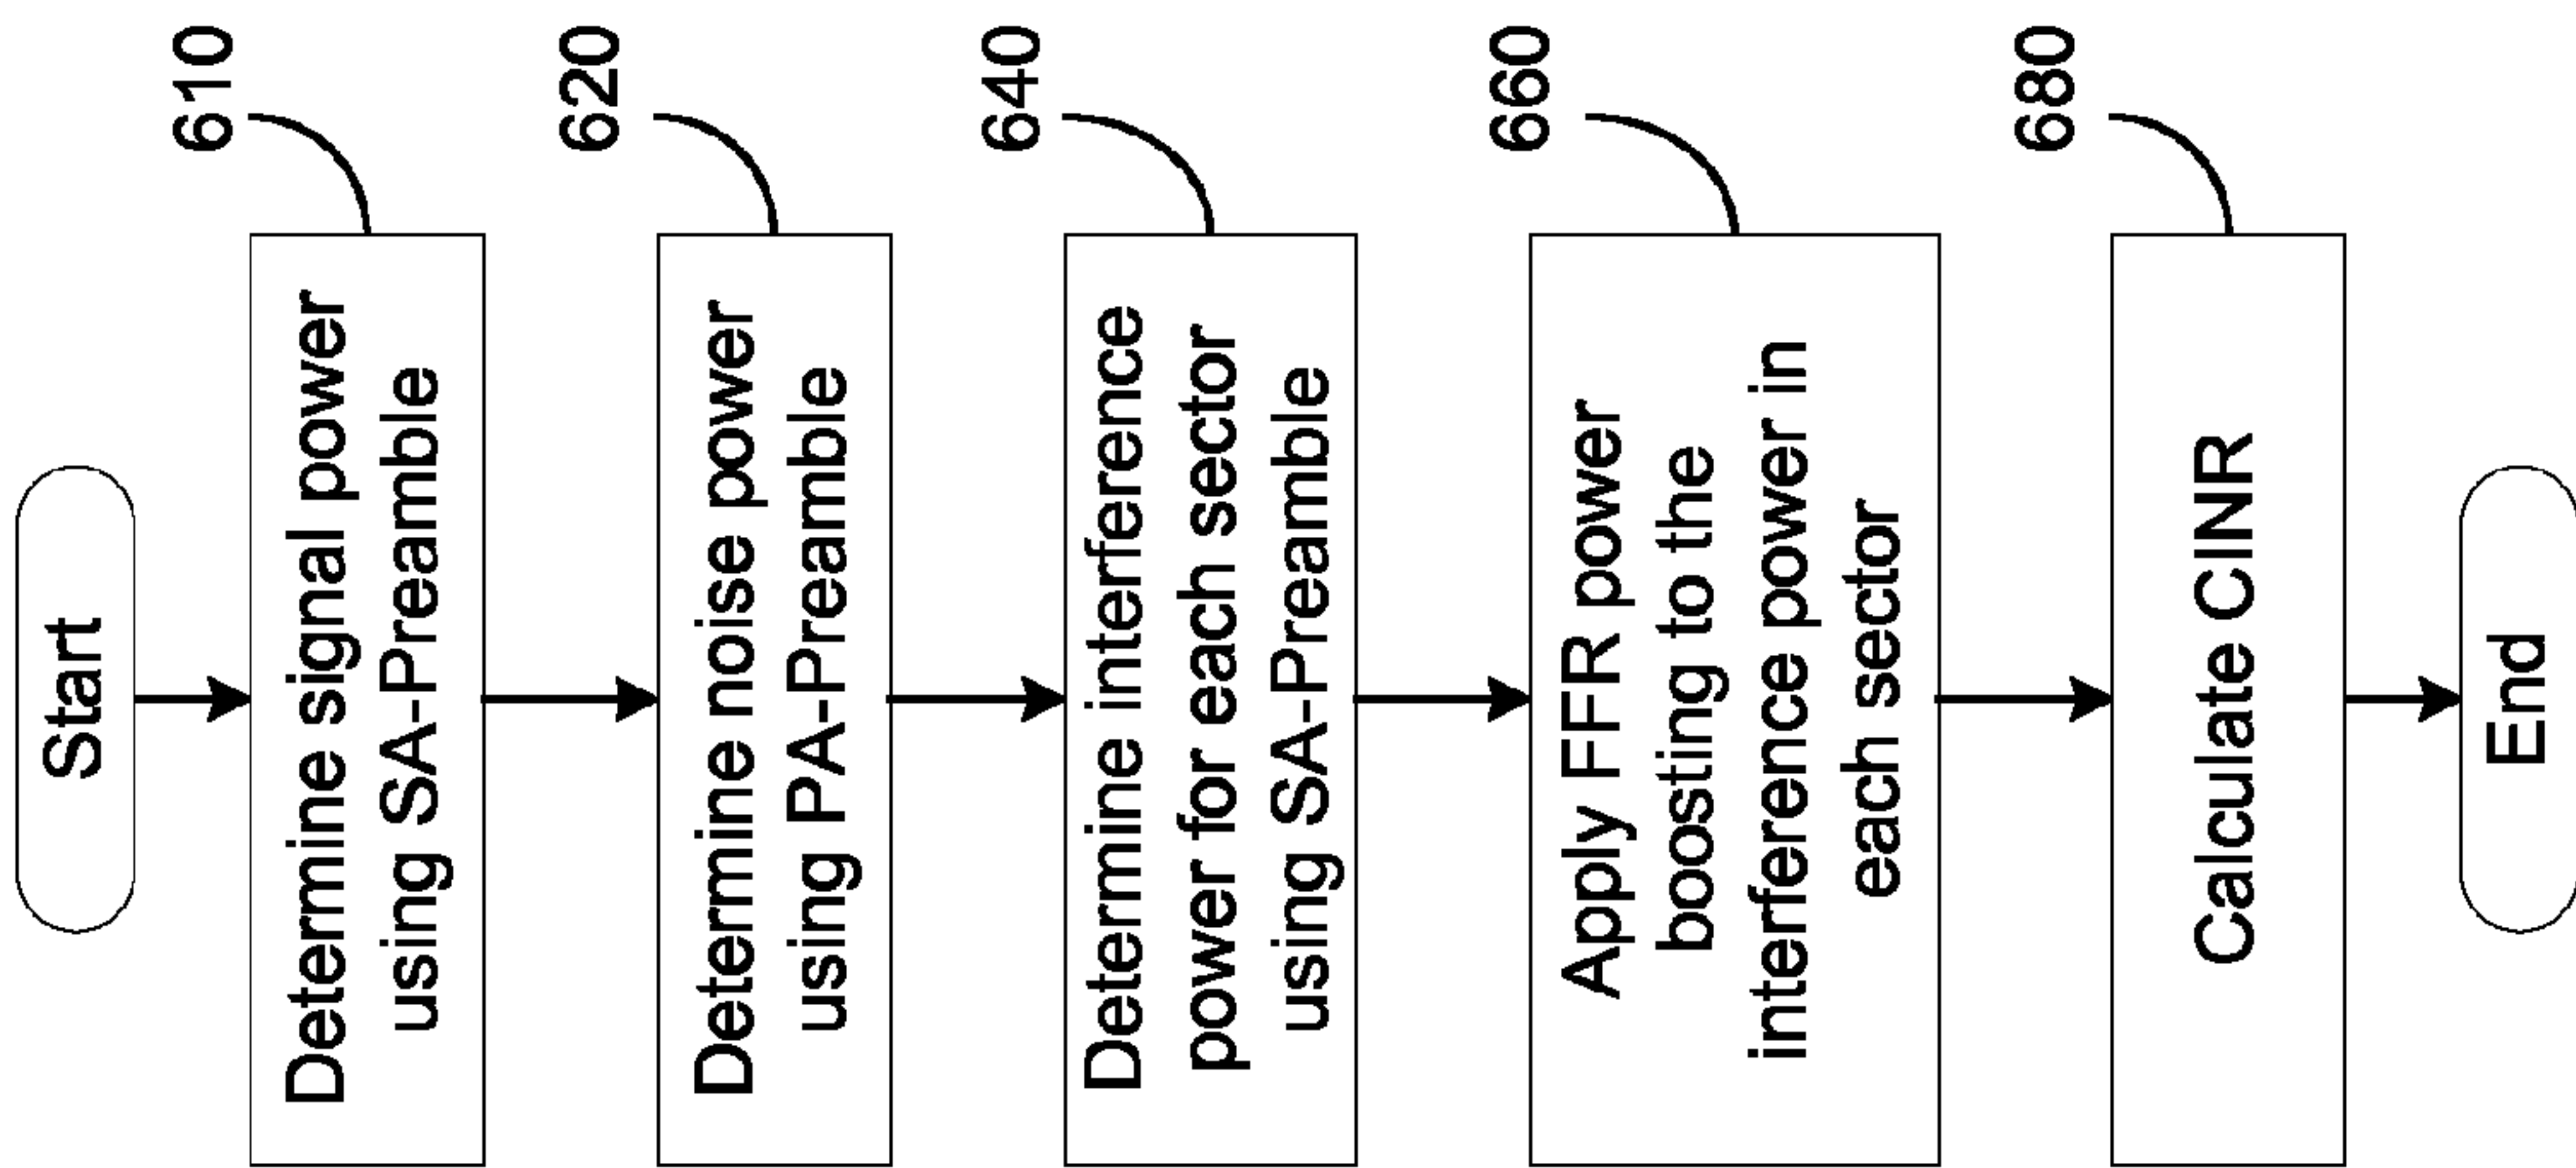 Start
Determine signal power
using SA-Preamble
610
Determine noise power
using PA-Preamble
620
Determine interference
power for each sector
using SA-Preamble
640
Apply FFR power
boosting to the
interference power in
each sector
660
Calculate CINR
680
End